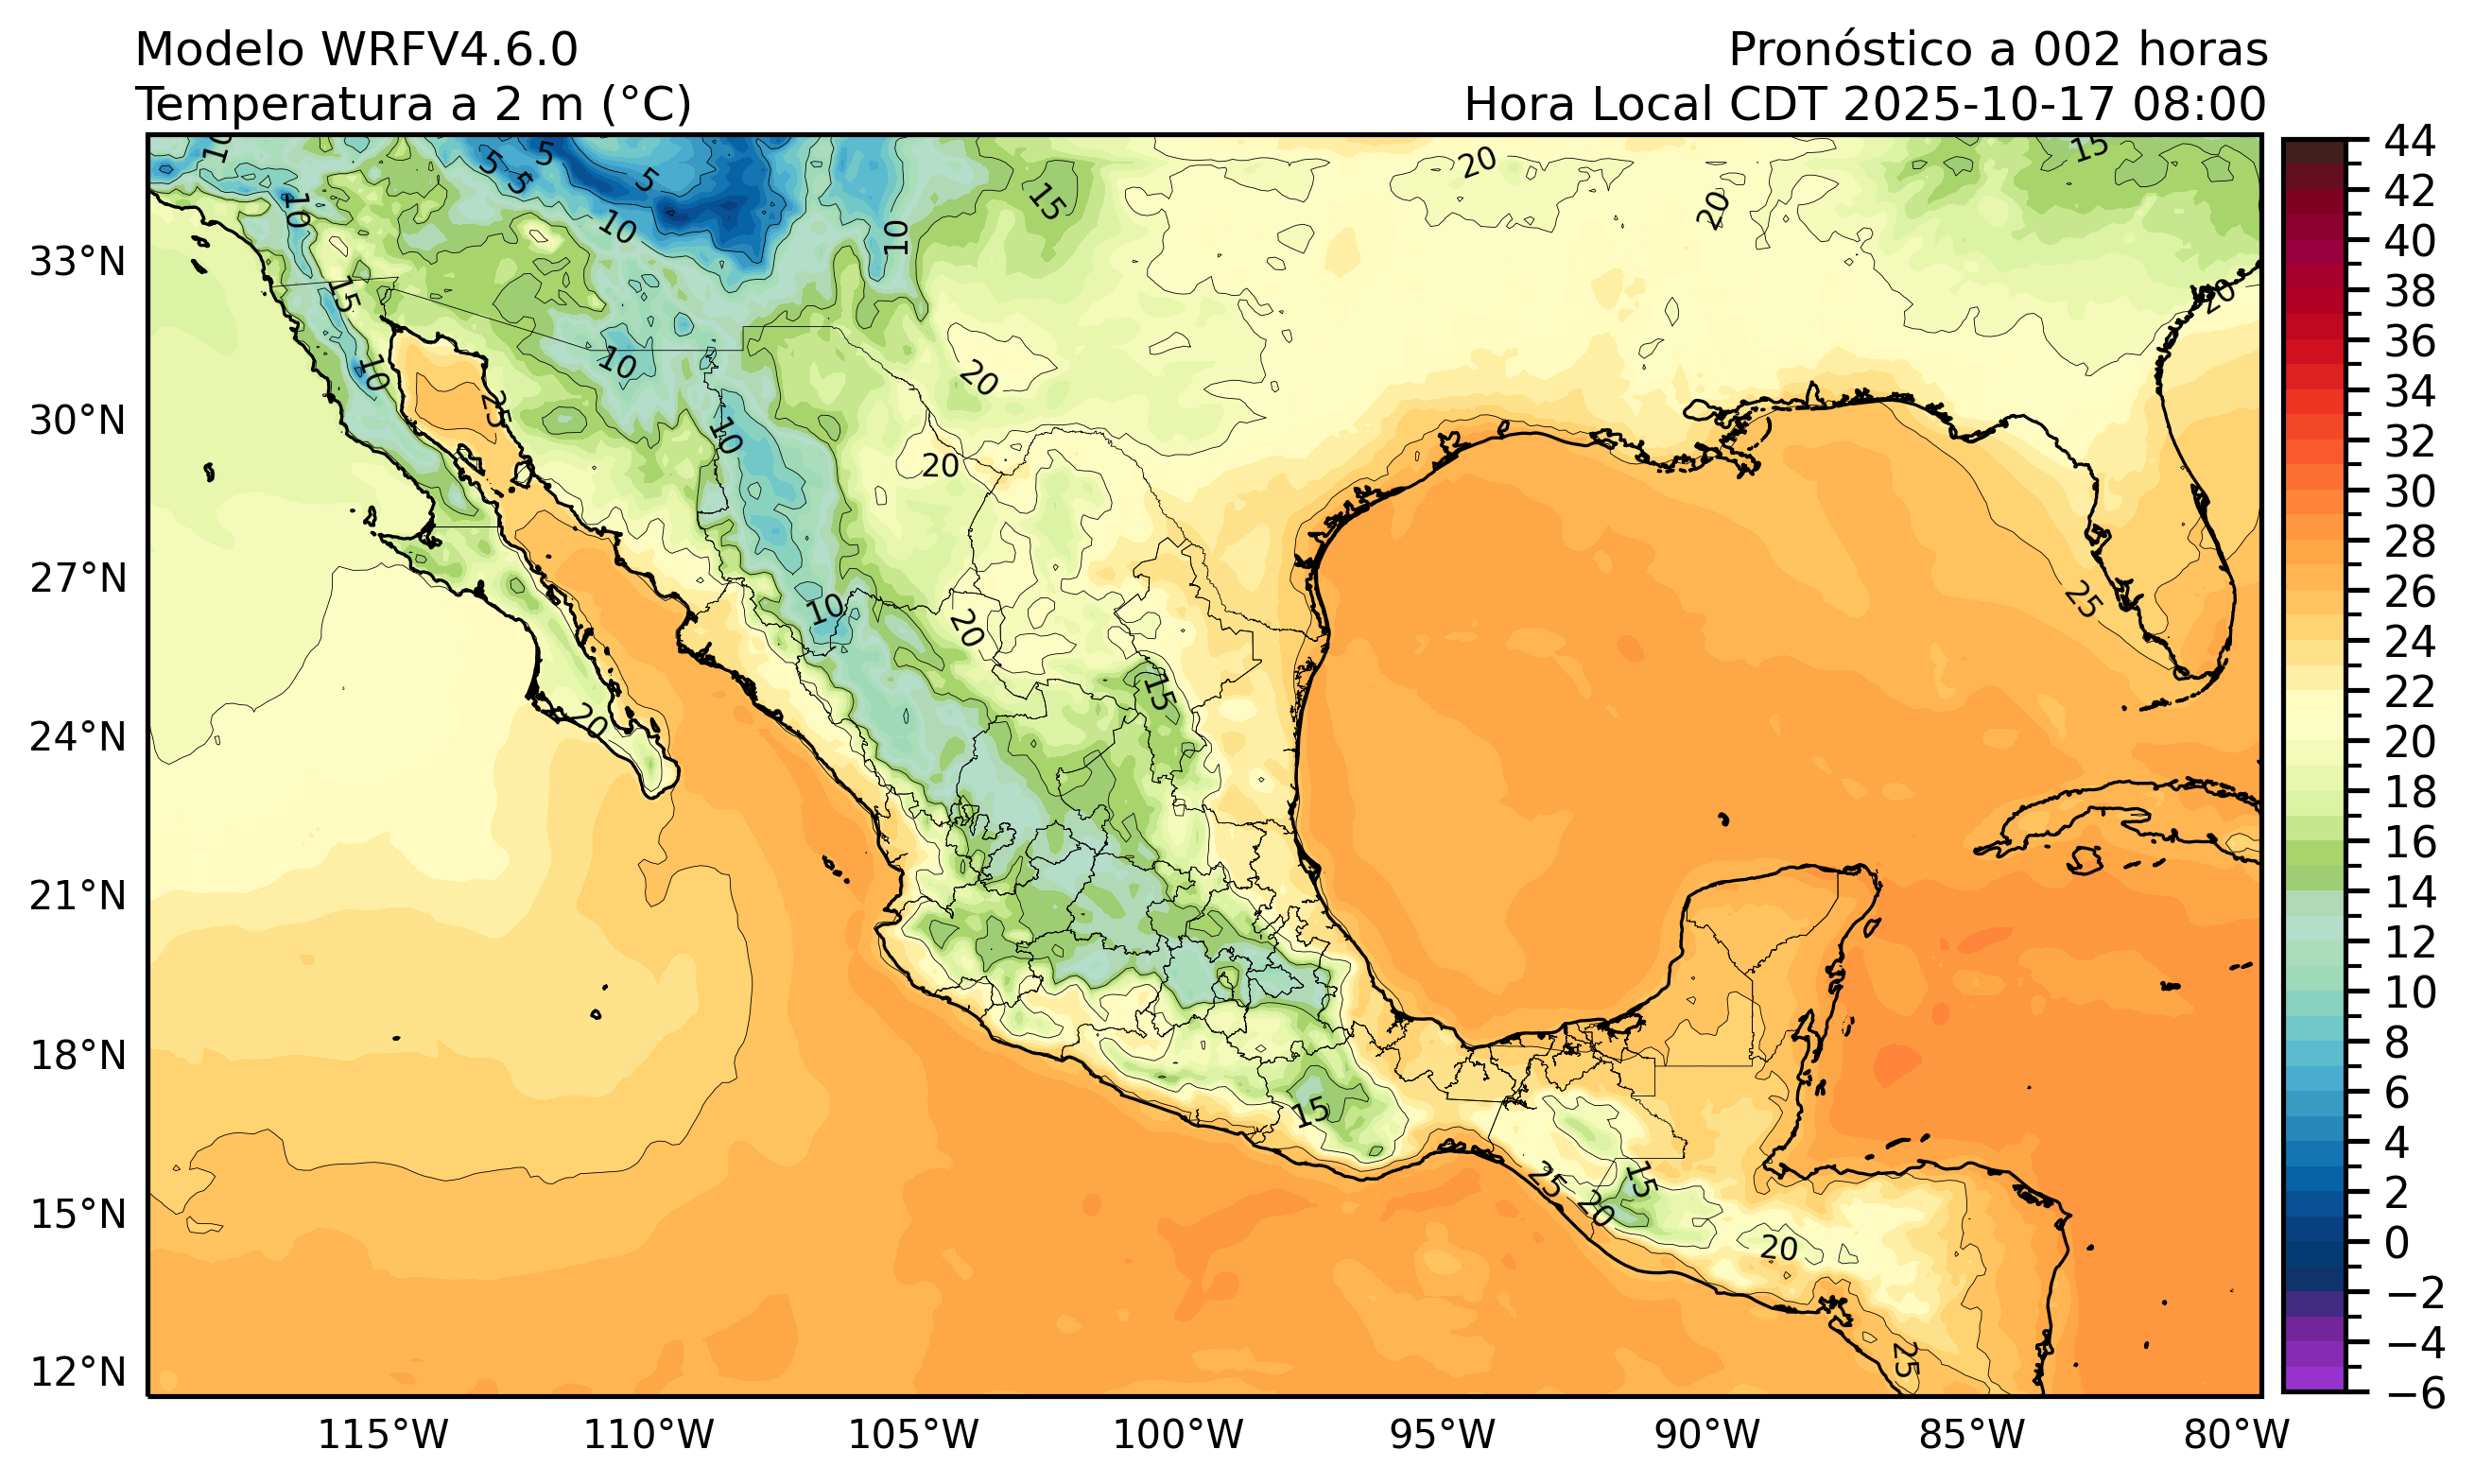 Modelo WRFV4.6.0
Pronóstico a 002 horas
Temperatura a 2 m (°C)
Hora Local CDT 2025-10-17 08:00
33°N
30°N
27°N
24°N
21°N
18°N
15°N
12°N
115°W
110°W
105°W
100°W
95°W
90°W
85°W
80°W
44
42
40
38
36
34
32
30
28
26
24
22
20
18
16
14
12
10
8
6
4
2
0
−2
−4
−6
10
5
5
5
5
15
20
15
10
10
10
20
20
15
10
10
20
25
10
20
25
10
20
15
20
15
15
25
20
20
25